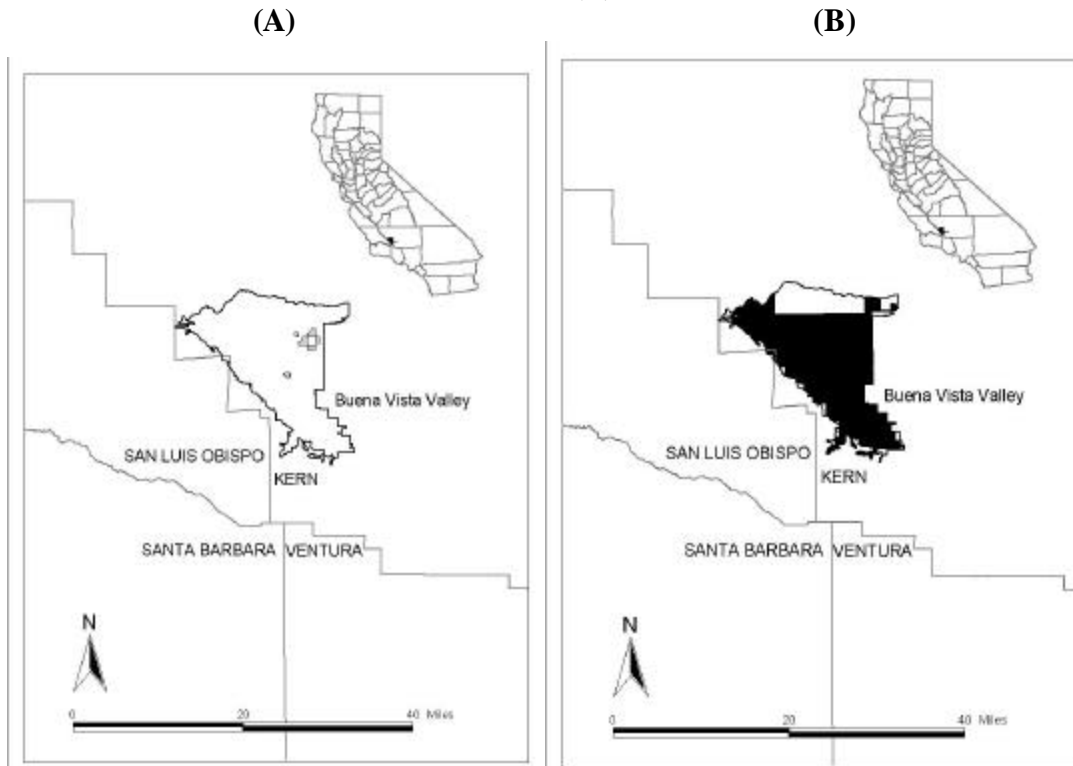 (A)
(B)
Buena Vista Valley
SAN LUIS OBISPO
KERN
SANTA BARBARA
VENTURA
N
0 20 40 Miles
Buena Vista Valley
SAN LUIS OBISPO
KERN
SANTA BARBARA
VENTURA
N
0 20 40 Miles